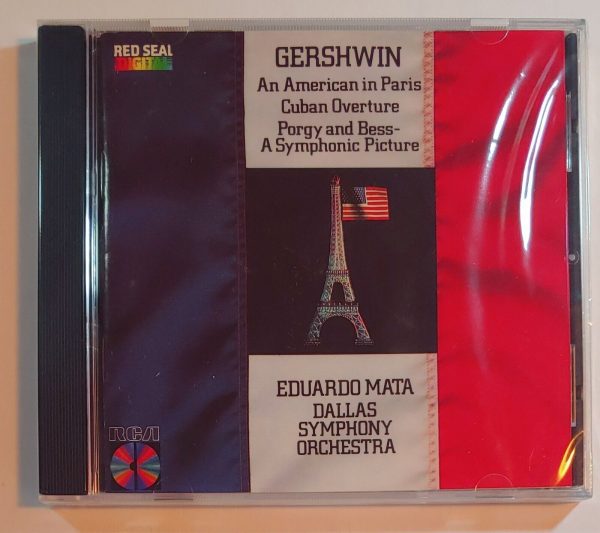 RED SEAL
DIGITAL
GERSHWIN
An American in Paris
Cuban Overture
Porgy and Bess-
A Symphonic Picture
EDUARDO MATA
DALLAS
SYMPHONY
ORCHESTRA
RCA